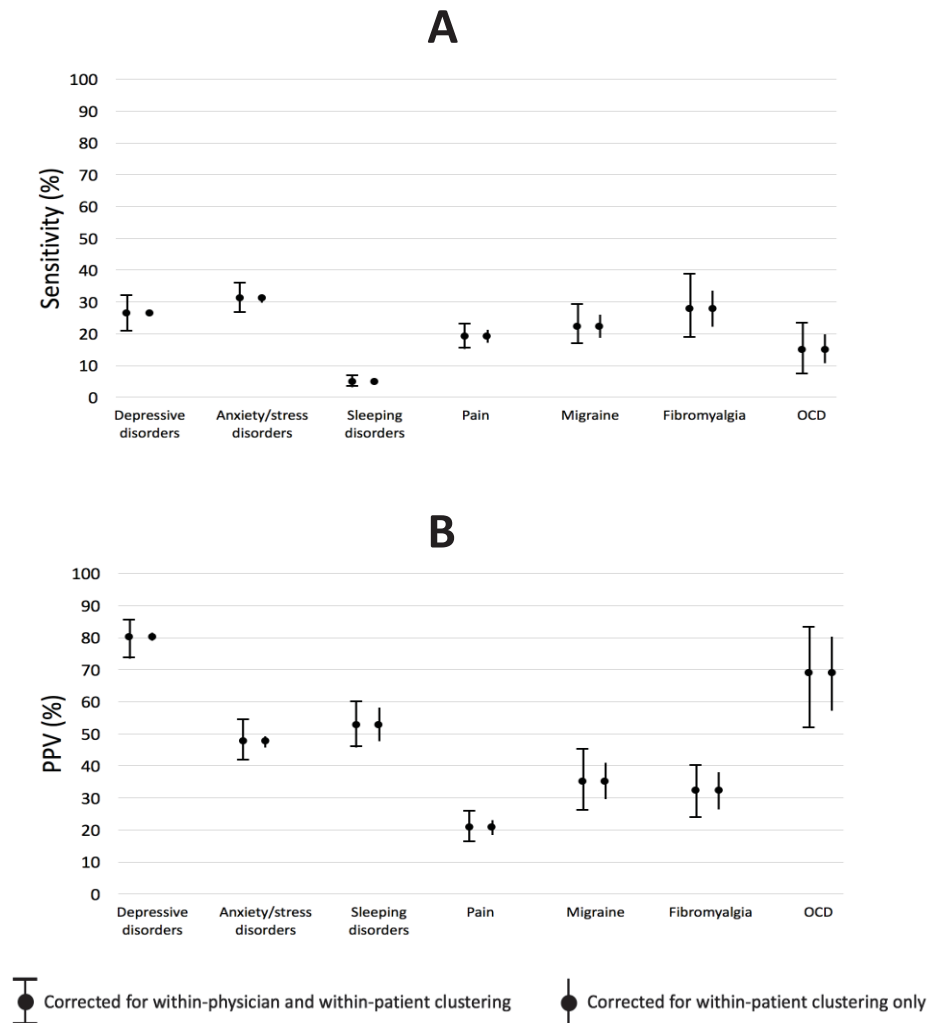 A
Sensitivity (%)
100
90
80
70
60
50
40
30
20
10
0
Depressive
disorders
Anxiety/stress
disorders
Sleeping
disorders
Pain
Migraine
Fibromyalgia
OCD
B
PPV (%)
100
90
80
70
60
50
40
30
20
10
0
Depressive
disorders
Anxiety/stress
disorders
Sleeping
disorders
Pain
Migraine
Fibromyalgia
OCD
Corrected for within-physician and within-patient clustering
Corrected for within-patient clustering only